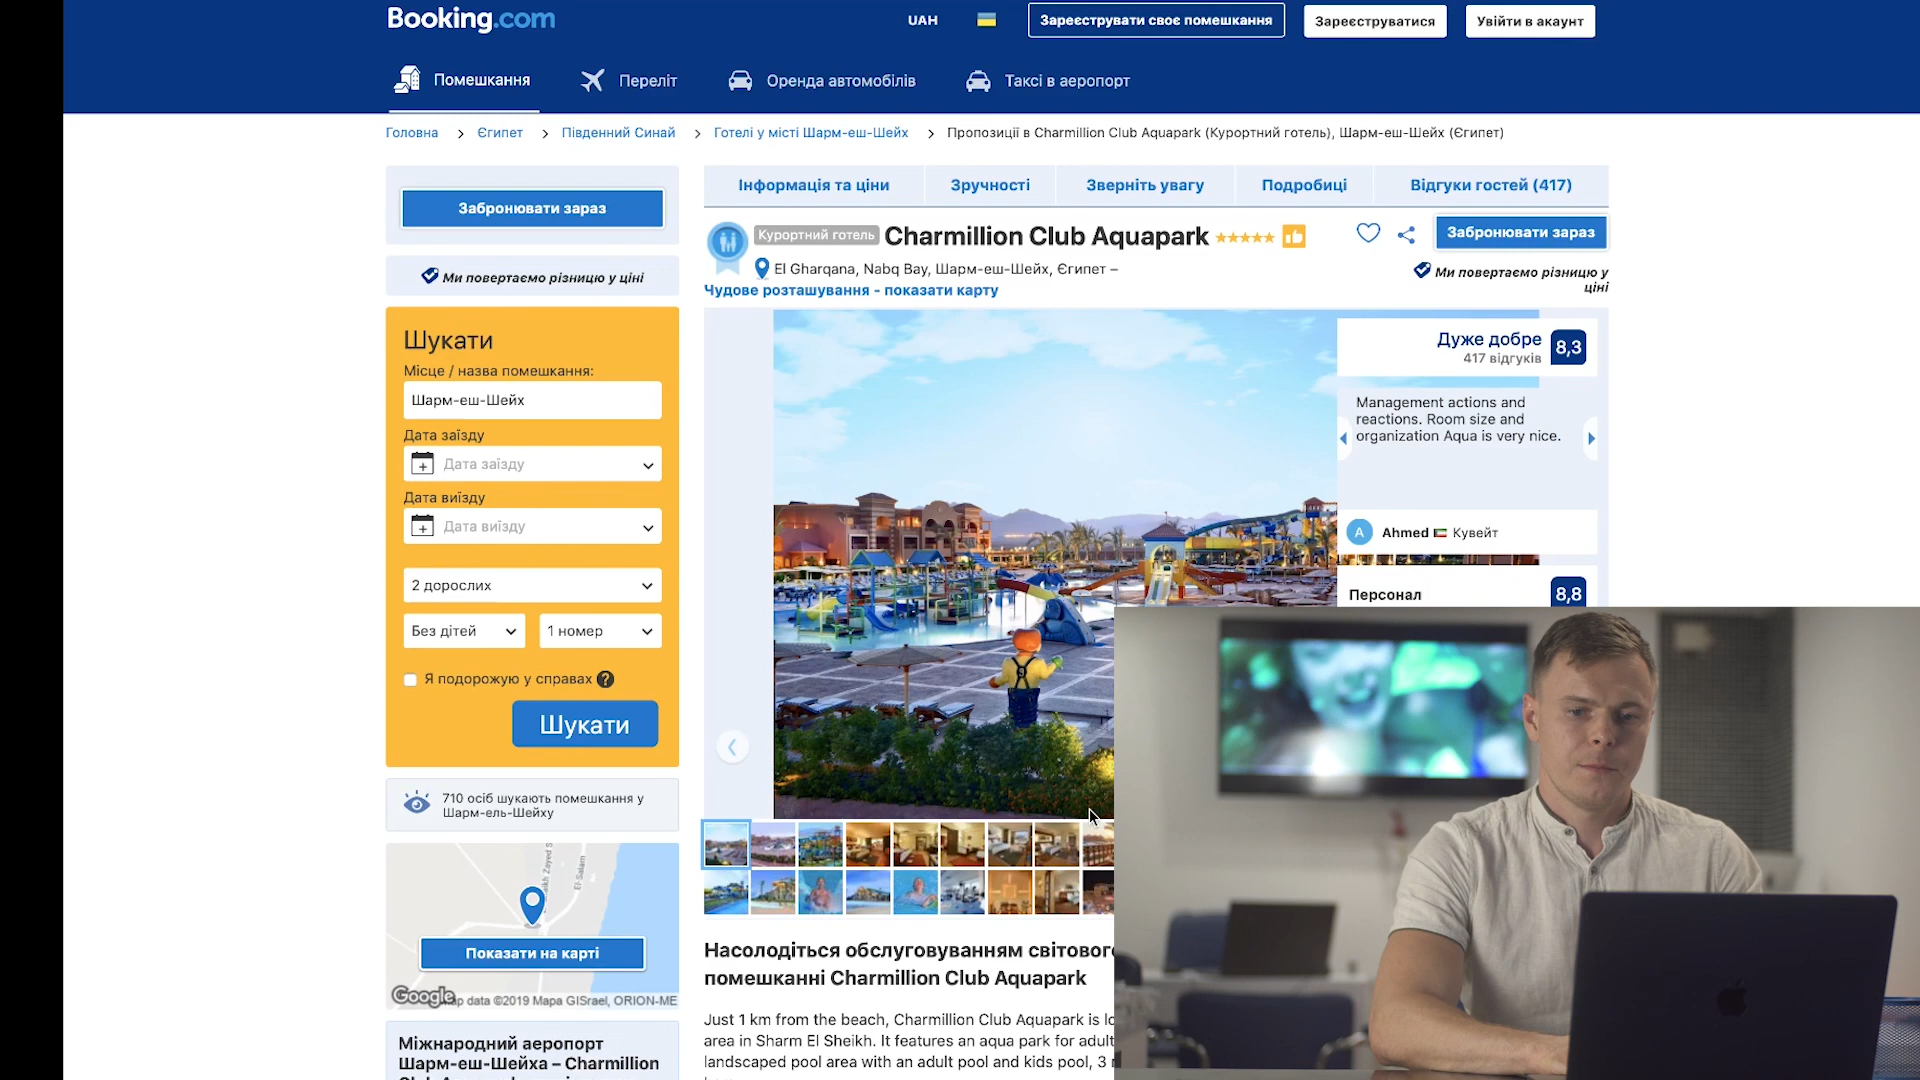 Booking.com
UAH
Зареєструвати своє помешкання
Зареєструватися
Увійти в акаунт
Помешкання
Переліт
Оренда автомобілів
Таксі в аеропорт
Головна
Єгипет
Південний Синай
Готелі у місті Шарм-еш-Шейх
Пропозиції в Charmillion Club Aquapark (Курортний готель), Шарм-еш-Шейх (Єгипет)
Забронювати зараз
Ми повертаємо різницю у ціні
Шукати
Місце / назва помешкання:
Шарм-еш-Шейх
Дата заїзду
Дата заїзду
Дата виїзду
Дата виїзду
2 дорослих
Без дітей
1 номер
Я подорожую у справах
?
Шукати
710 осіб шукають помешкання у
Шарм-ель-Шейху
El-Salam
Показати на карті
Google
ap data ©2019 Mapa GISrael, ORION-ME
Міжнародний аеропорт
Шарм-еш-Шейха – Charmillion
Інформація та ціни
Зручності
Зверніть увагу
Подробиці
Відгуки гостей (417)
Курортний готель
Charmillion Club Aquapark
Забронювати зараз
El Gharqana, Nabq Bay, Шарм-еш-Шейх, Єгипет –
Чудове розташування - показати карту
Ми повертаємо різницю у
ціні
Дуже добре
417 відгуків
8,3
Management actions and
reactions. Room size and
organization Aqua is very nice.
A
Ahmed
Кувейт
Персонал
8,8
Насолодіться обслуговуванням світовог
помешканні Charmillion Club Aquapark
Just 1 km from the beach, Charmillion Club Aquapark is lo
area in Sharm El Sheikh. It features an aqua park for adult
landscaped pool area with an adult pool and kids pool, 3 r